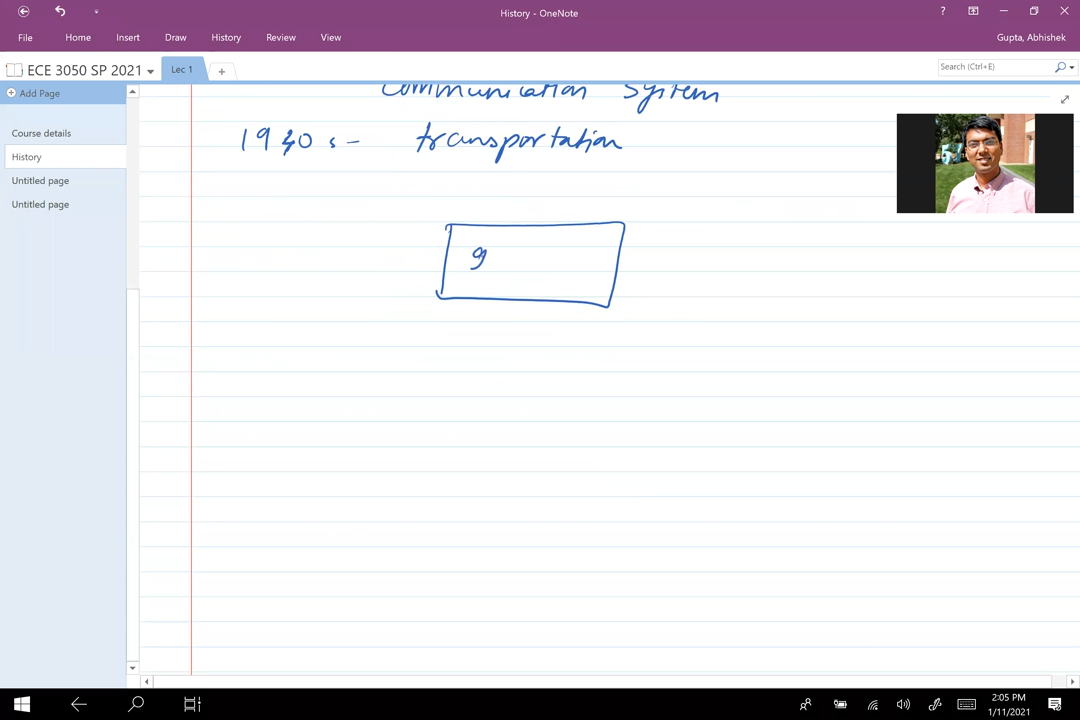 History - OneNote
?
File Home Insert Draw History Review View
Gupta, Abhishek
ECE 3050 SP 2021
Lec 1
+
Search (Ctrl+E)
Add Page
Course details
History
Untitled page
Untitled page
Communication System
1940s - transportation
g
2:05 PM
1/11/2021